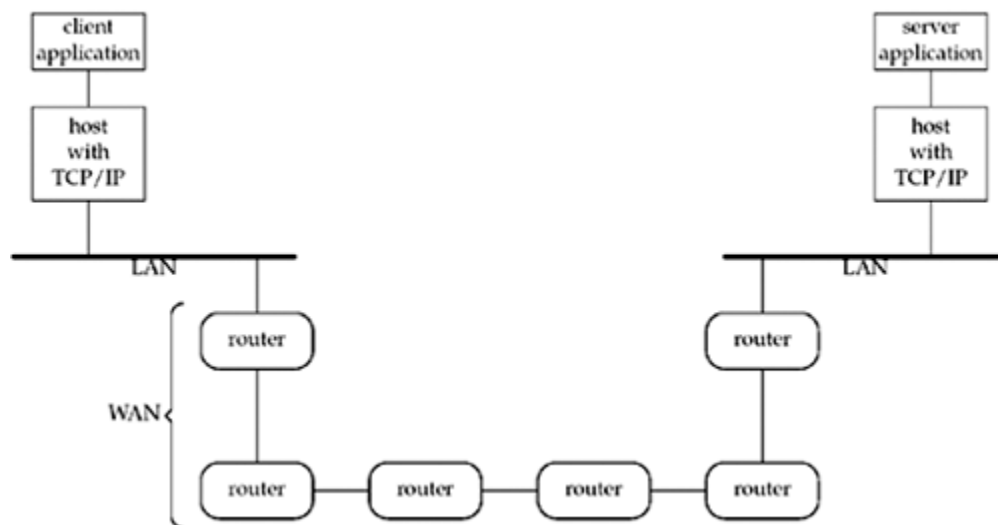 client
application
server
application
host
with
TCP/IP
host
with
TCP/IP
LAN
LAN
router
router
WAN
router
router
router
router